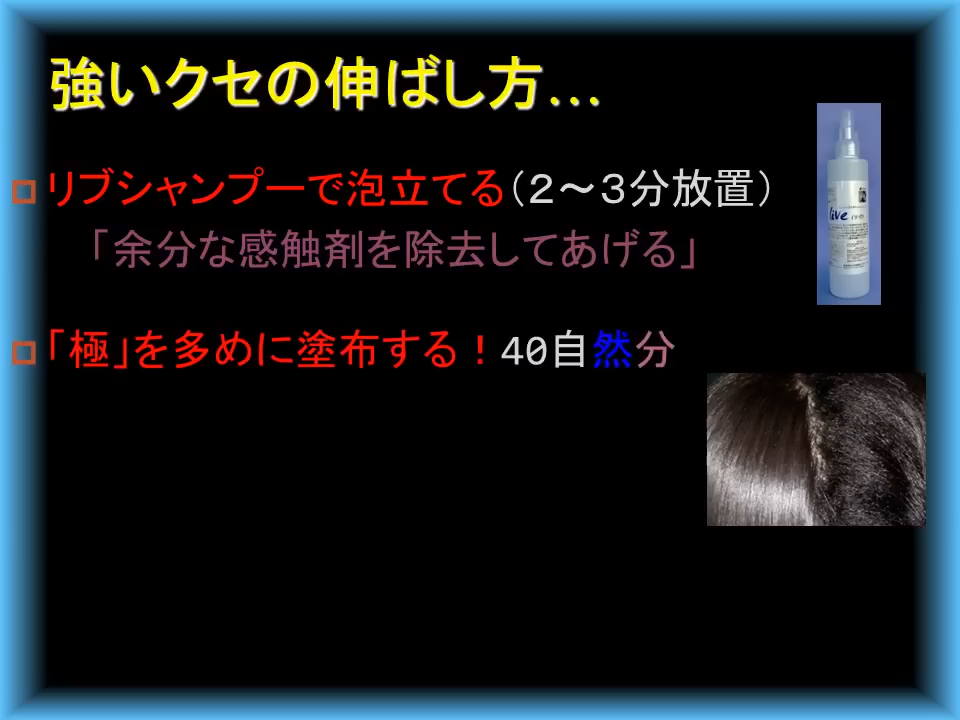 強いクセの伸ばし方…
リブシャンプーで泡立てる（２～３分放置）
「余分な感触剤を除去してあげる」
「極」を多めに塗布する！40自然分
live